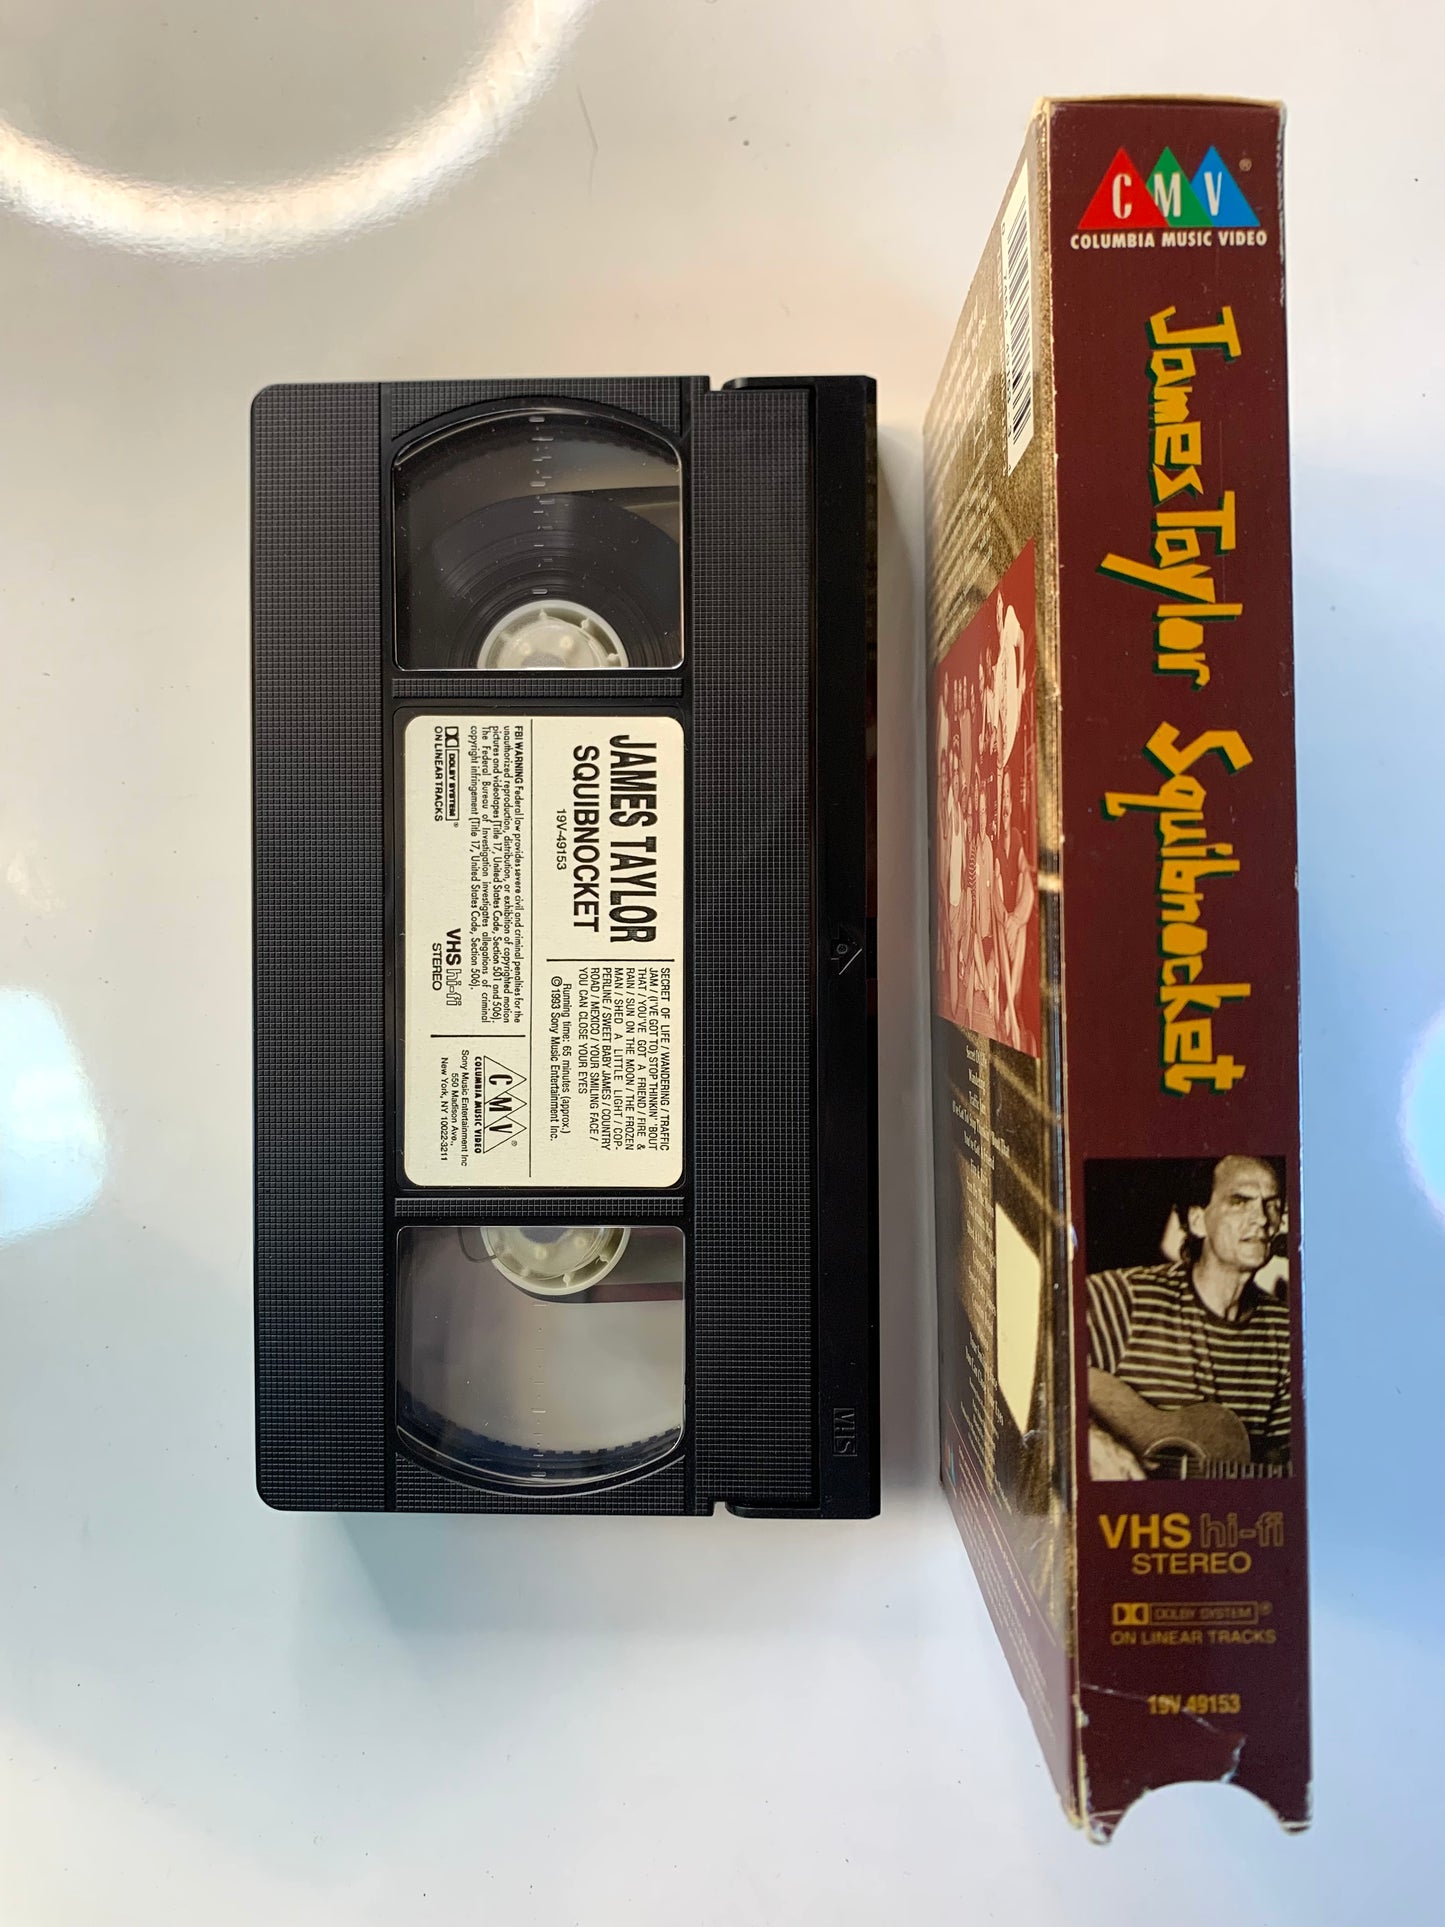 JAMES TAYLOR
SQUIBNOCKET
19V-49153
SECRET OF LIFE / WANDERING / TRAFFIC
JAM / (I'VE GOT TO) STOP THINKIN' 'BOUT
THAT / YOU'VE GOT A FRIEND / FIRE &
RAIN / SUN ON THE MOON / THE FROZEN
MAN / SHED A LITTLE LIGHT / COP-
PERLINE / SWEET BABY JAMES / COUNTRY
ROAD / MEXICO / YOUR SMILING FACE /
YOU CAN CLOSE YOUR EYES
Running time: 65 minutes (approx.)
© 1993 Sony Music Entertainment Inc.
FBI WARNING Federal law provides severe civil and criminal penalties for the
unauthorized reproduction, distribution, or exhibition of copyrighted motion
pictures and videotapes (Title 17, United States Code, Section 501 and 506).
The Federal Bureau of Investigation investigates allegations of criminal
copyright infringement (Title 17, United States Code, Section 506).
DOLBY SYSTEM®
ON LINEAR TRACKS
VHS hi-fi
STEREO
CMV®
COLUMBIA MUSIC VIDEO
Sony Music Entertainment Inc
550 Madison Ave.,
New York, NY 10022-3211
VHS
CMV®
COLUMBIA MUSIC VIDEO
James Taylor Squibnocket
VHS hi-fi
STEREO
DOLBY SYSTEM®
ON LINEAR TRACKS
19V-49153